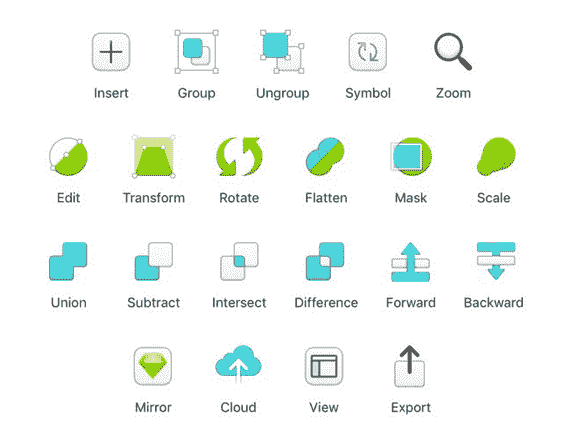 Insert Group Ungroup Symbol Zoom
Edit Transform Rotate Flatten Mask Scale
Union Subtract Intersect Difference Forward Backward
Mirror Cloud View Export